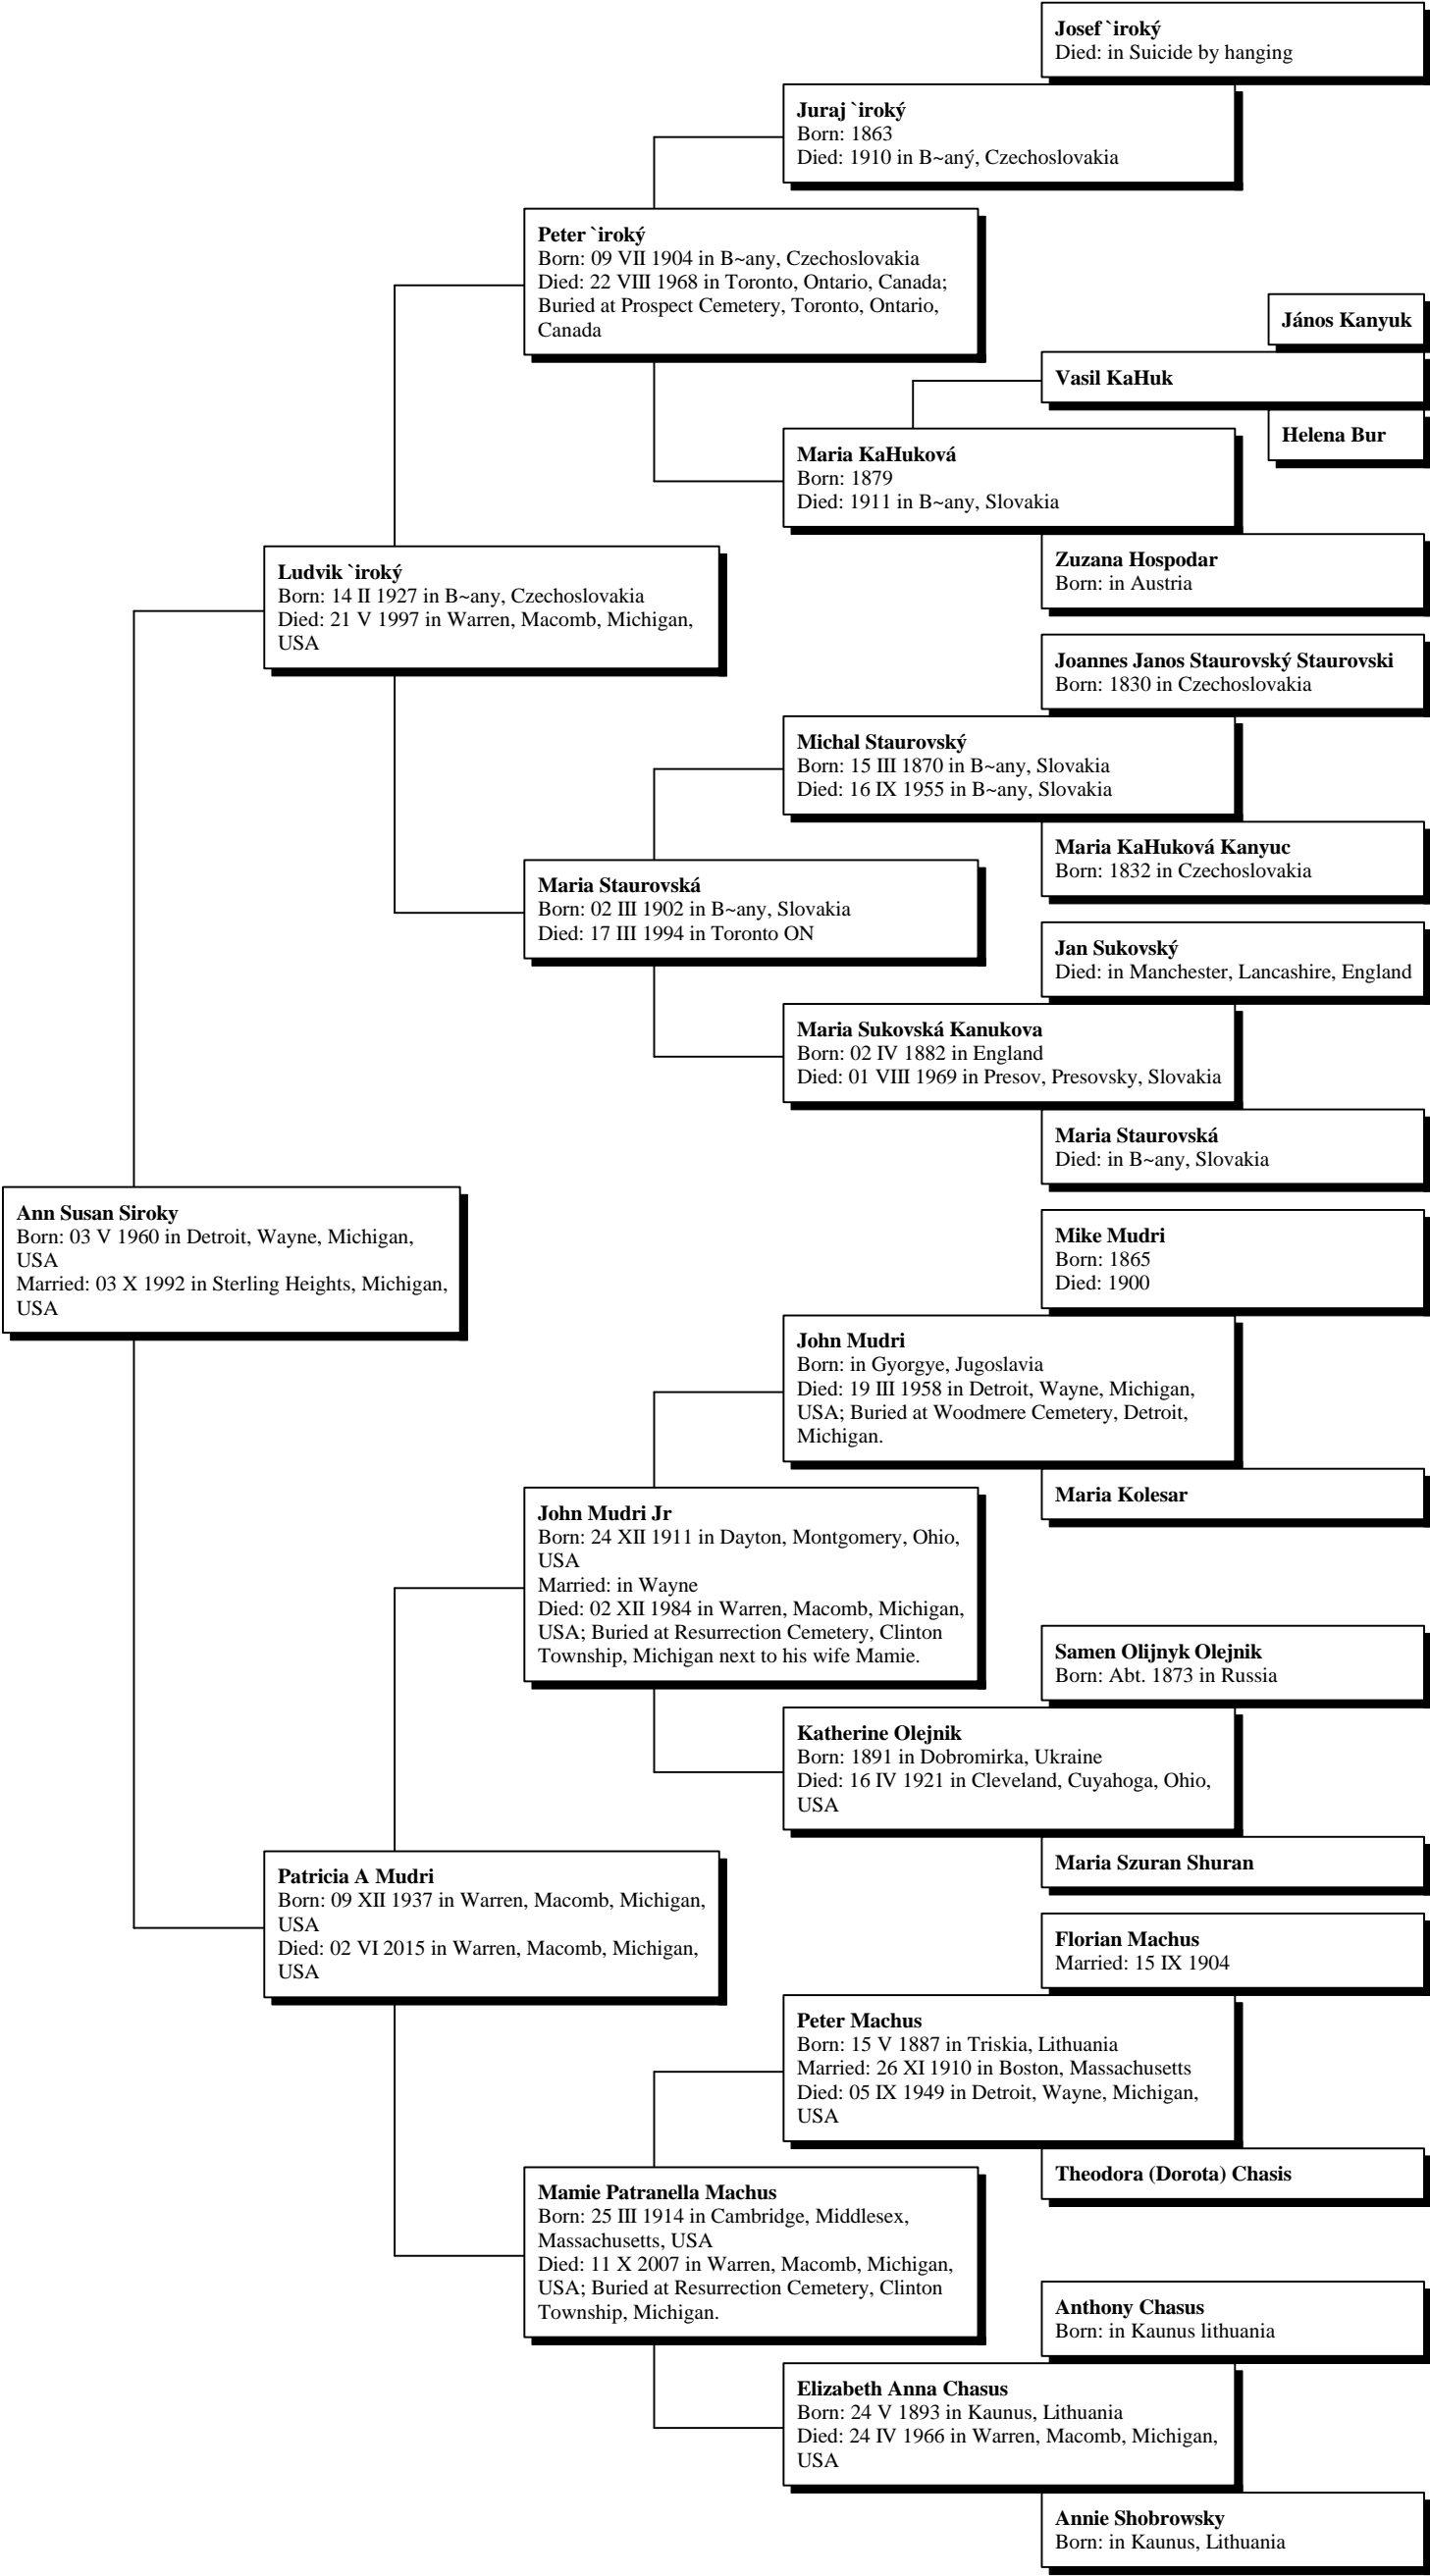 Josef `iroký
Died: in Suicide by hanging
Juraj `iroký
Born: 1863
Died: 1910 in B~aný, Czechoslovakia
Peter `iroký
Born: 09 VII 1904 in B~any, Czechoslovakia
Died: 22 VIII 1968 in Toronto, Ontario, Canada;
Buried at Prospect Cemetery, Toronto, Ontario,
Canada
János Kanyuk
Vasil KaHuk
Helena Bur
Maria KaHuková
Born: 1879
Died: 1911 in B~any, Slovakia
Zuzana Hospodar
Born: in Austria
Ludvik `iroký
Born: 14 II 1927 in B~any, Czechoslovakia
Died: 21 V 1997 in Warren, Macomb, Michigan,
USA
Joannes Janos Staurovský Staurovski
Born: 1830 in Czechoslovakia
Michal Staurovský
Born: 15 III 1870 in B~any, Slovakia
Died: 16 IX 1955 in B~any, Slovakia
Maria KaHuková Kanyuc
Born: 1832 in Czechoslovakia
Maria Staurovská
Born: 02 III 1902 in B~any, Slovakia
Died: 17 III 1994 in Toronto ON
Jan Sukovský
Died: in Manchester, Lancashire, England
Maria Sukovská Kanukova
Born: 02 IV 1882 in England
Died: 01 VIII 1969 in Presov, Presovsky, Slovakia
Maria Staurovská
Died: in B~any, Slovakia
Ann Susan Siroky
Born: 03 V 1960 in Detroit, Wayne, Michigan,
USA
Married: 03 X 1992 in Sterling Heights, Michigan,
USA
Mike Mudri
Born: 1865
Died: 1900
John Mudri
Born: in Gyorgye, Jugoslavia
Died: 19 III 1958 in Detroit, Wayne, Michigan,
USA; Buried at Woodmere Cemetery, Detroit,
Michigan.
Maria Kolesar
John Mudri Jr
Born: 24 XII 1911 in Dayton, Montgomery, Ohio,
USA
Married: in Wayne
Died: 02 XII 1984 in Warren, Macomb, Michigan,
USA; Buried at Resurrection Cemetery, Clinton
Township, Michigan next to his wife Mamie.
Samen Olijnyk Olejnik
Born: Abt. 1873 in Russia
Katherine Olejnik
Born: 1891 in Dobromirka, Ukraine
Died: 16 IV 1921 in Cleveland, Cuyahoga, Ohio,
USA
Maria Szuran Shuran
Patricia A Mudri
Born: 09 XII 1937 in Warren, Macomb, Michigan,
USA
Died: 02 VI 2015 in Warren, Macomb, Michigan,
USA
Florian Machus
Married: 15 IX 1904
Peter Machus
Born: 15 V 1887 in Triskia, Lithuania
Married: 26 XI 1910 in Boston, Massachusetts
Died: 05 IX 1949 in Detroit, Wayne, Michigan,
USA
Theodora (Dorota) Chasis
Mamie Patranella Machus
Born: 25 III 1914 in Cambridge, Middlesex,
Massachusetts, USA
Died: 11 X 2007 in Warren, Macomb, Michigan,
USA; Buried at Resurrection Cemetery, Clinton
Township, Michigan.
Anthony Chasus
Born: in Kaunus lithuania
Elizabeth Anna Chasus
Born: 24 V 1893 in Kaunus, Lithuania
Died: 24 IV 1966 in Warren, Macomb, Michigan,
USA
Annie Shobrowsky
Born: in Kaunus, Lithuania